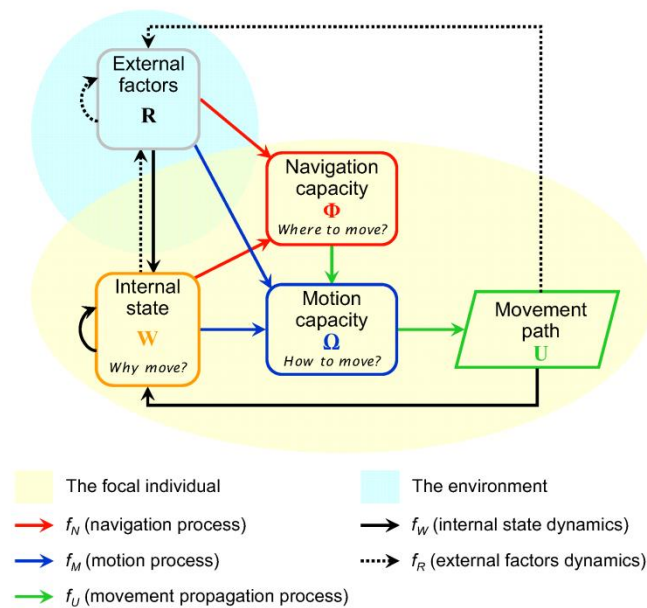 External
factors
R
Navigation
capacity
Φ
Where to move?
Internal
state
W
Why move?
Motion
capacity
Ω
How to move?
Movement
path
U
The focal individual
The environment
f_N (navigation process)
f_W (internal state dynamics)
f_M (motion process)
f_R (external factors dynamics)
f_U (movement propagation process)